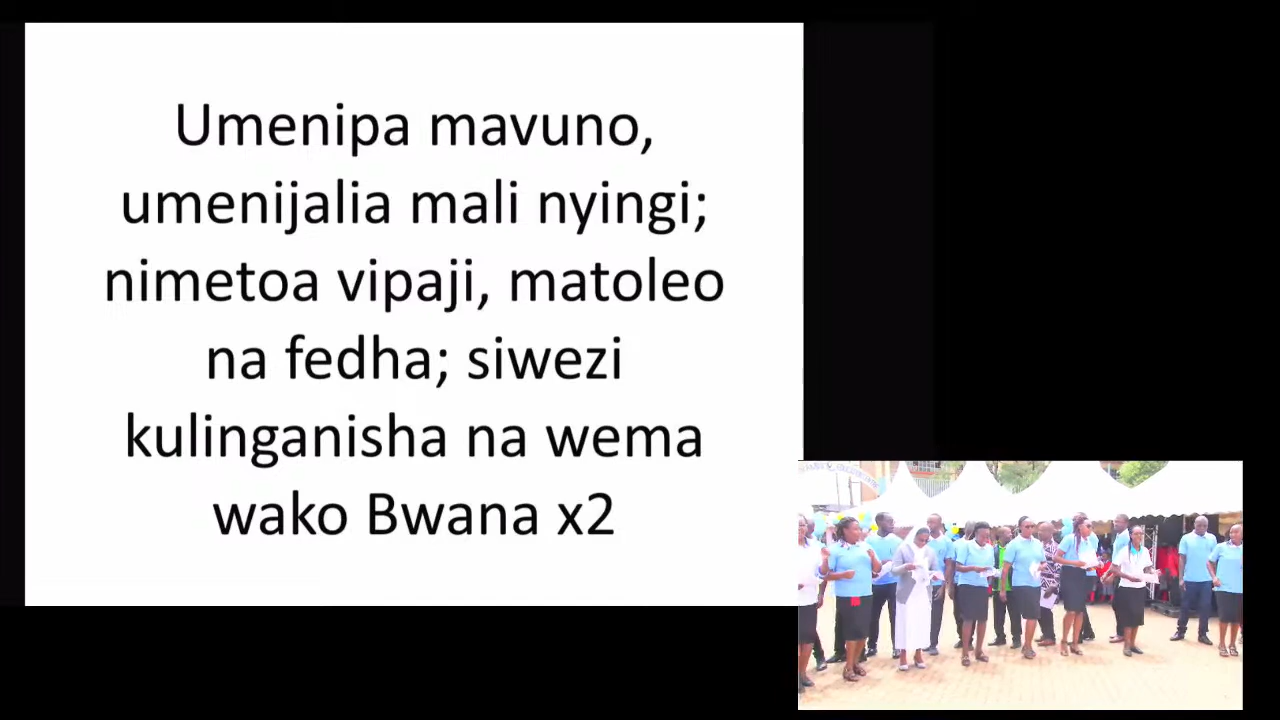 Umenipa mavuno,
umenijalia mali nyingi;
nimetoa vipaji, matoleo
na fedha; siwezi
kulinganisha na wema
wako Bwana x2